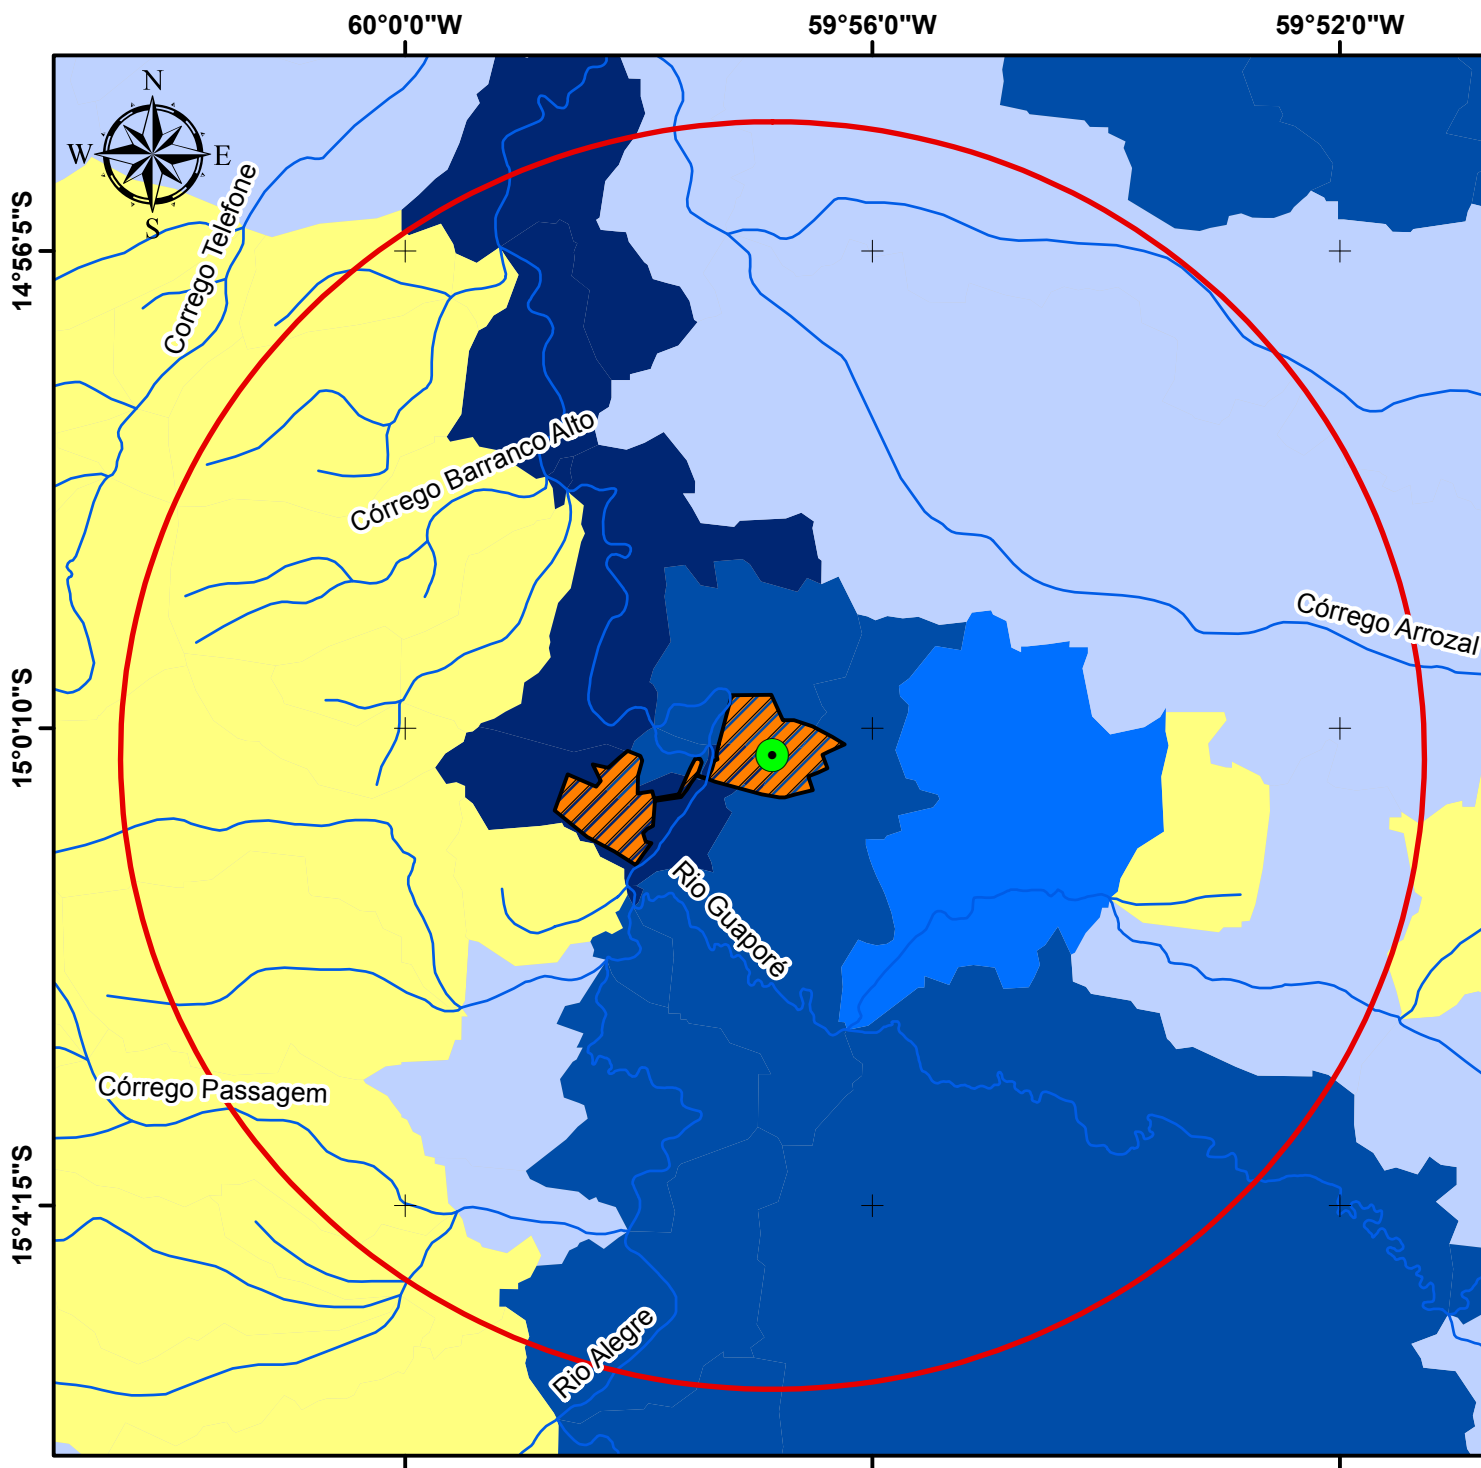 60°0'0"W
59°56'0"W
59°52'0"W
N
W
E
S
14°56'5"S
15°0'10"S
15°4'15"S
Corrego Telefone
Córrego Barranco Alto
Córrego Arrozal
Rio Guaporé
Córrego Passagem
Rio Alegre